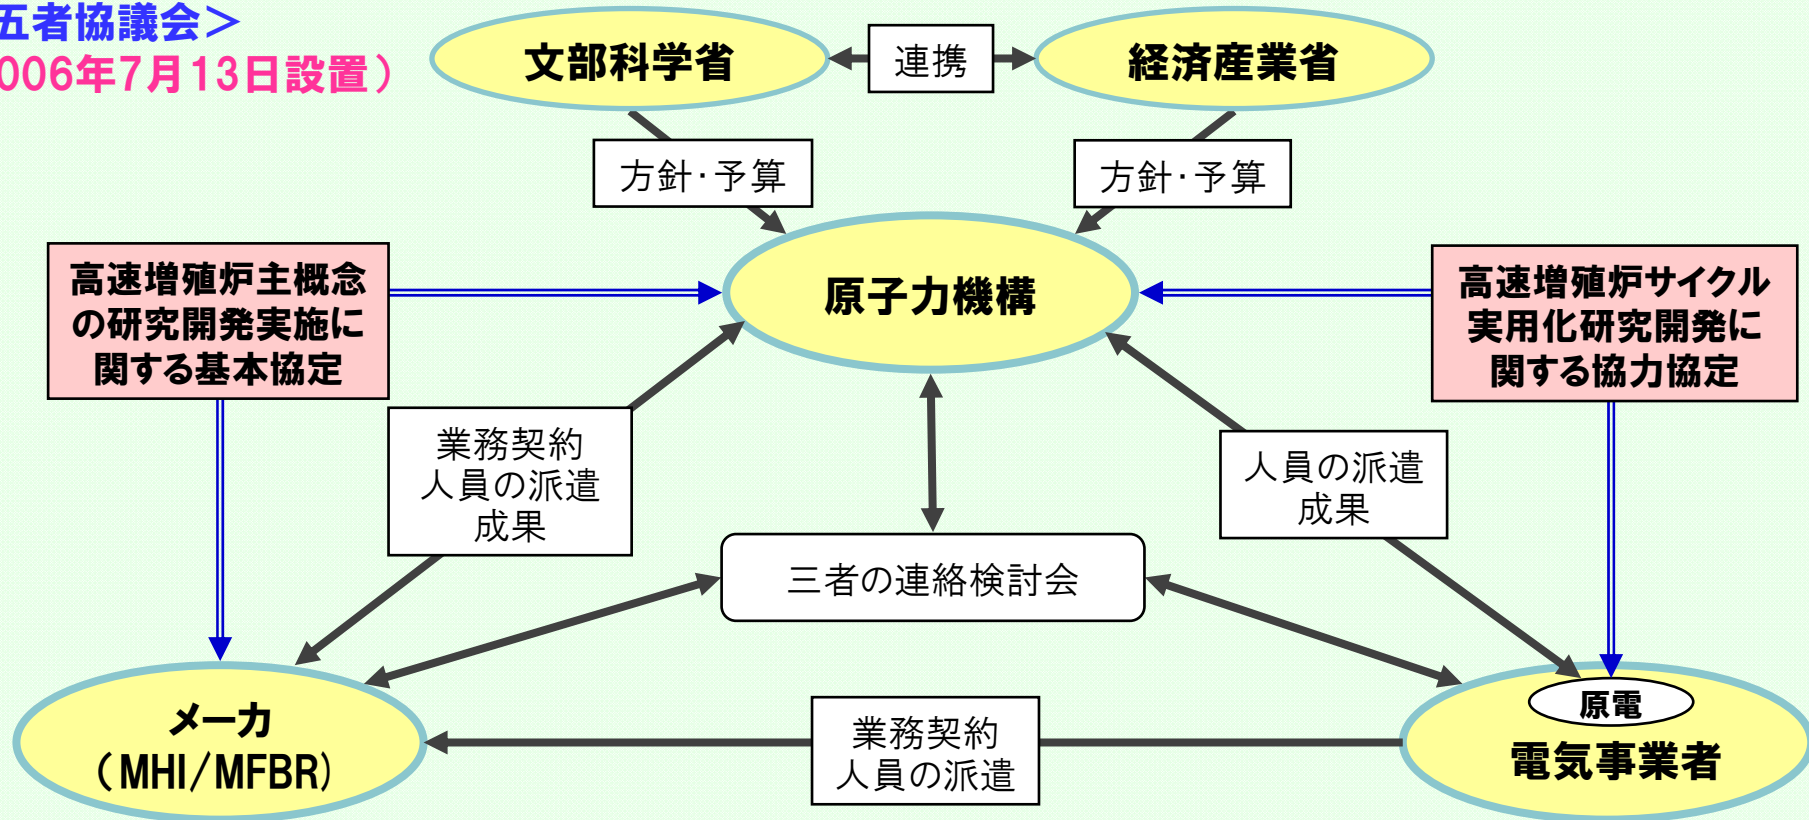 五者協議会＞
006年7月13日設置）
文部科学省
連携
経済産業省
方針・予算
方針・予算
高速増殖炉主概念
の研究開発実施に
関する基本協定
原子力機構
高速増殖炉サイクル
実用化研究開発に
関する協力協定
業務契約
人員の派遣
成果
人員の派遣
成果
三者の連絡検討会
メーカ
（MHI/MFBR）
業務契約
人員の派遣
原電
電気事業者